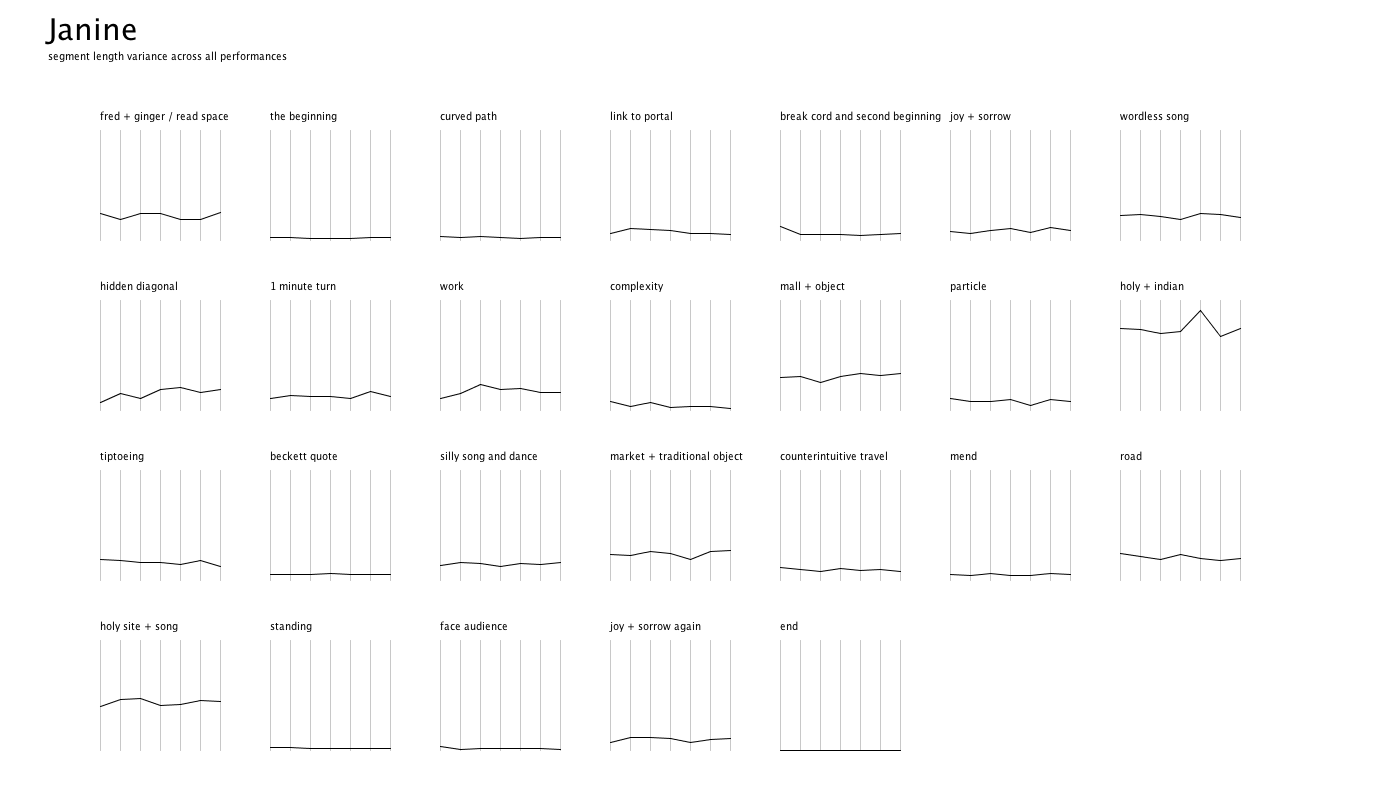 Janine
segment length variance across all performances
fred + ginger / read space
the beginning
curved path
link to portal
break cord and second beginning
joy + sorrow
wordless song
hidden diagonal
1 minute turn
work
complexity
mall + object
particle
holy + indian
tiptoeing
beckett quote
silly song and dance
market + traditional object
counterintuitive travel
mend
road
holy site + song
standing
face audience
joy + sorrow again
end